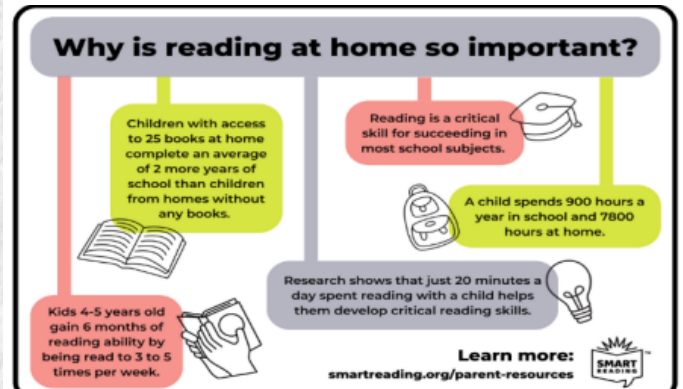 Why is reading at home so important?
Children with access
to 25 books at home
complete an average
of 2 more years of
school than children
from homes without
any books.
Reading is a critical
skill for succeeding in
most school subjects.
A child spends 900 hours a
year in school and 7800
hours at home.
Research shows that just 20 minutes a
day spent reading with a child helps
them develop critical reading skills.
Kids 4-5 years old
gain 6 months of
reading ability by
being read to 3 to 5
times per week.
Learn more:
smartreading.org/parent-resources
SMART
READING